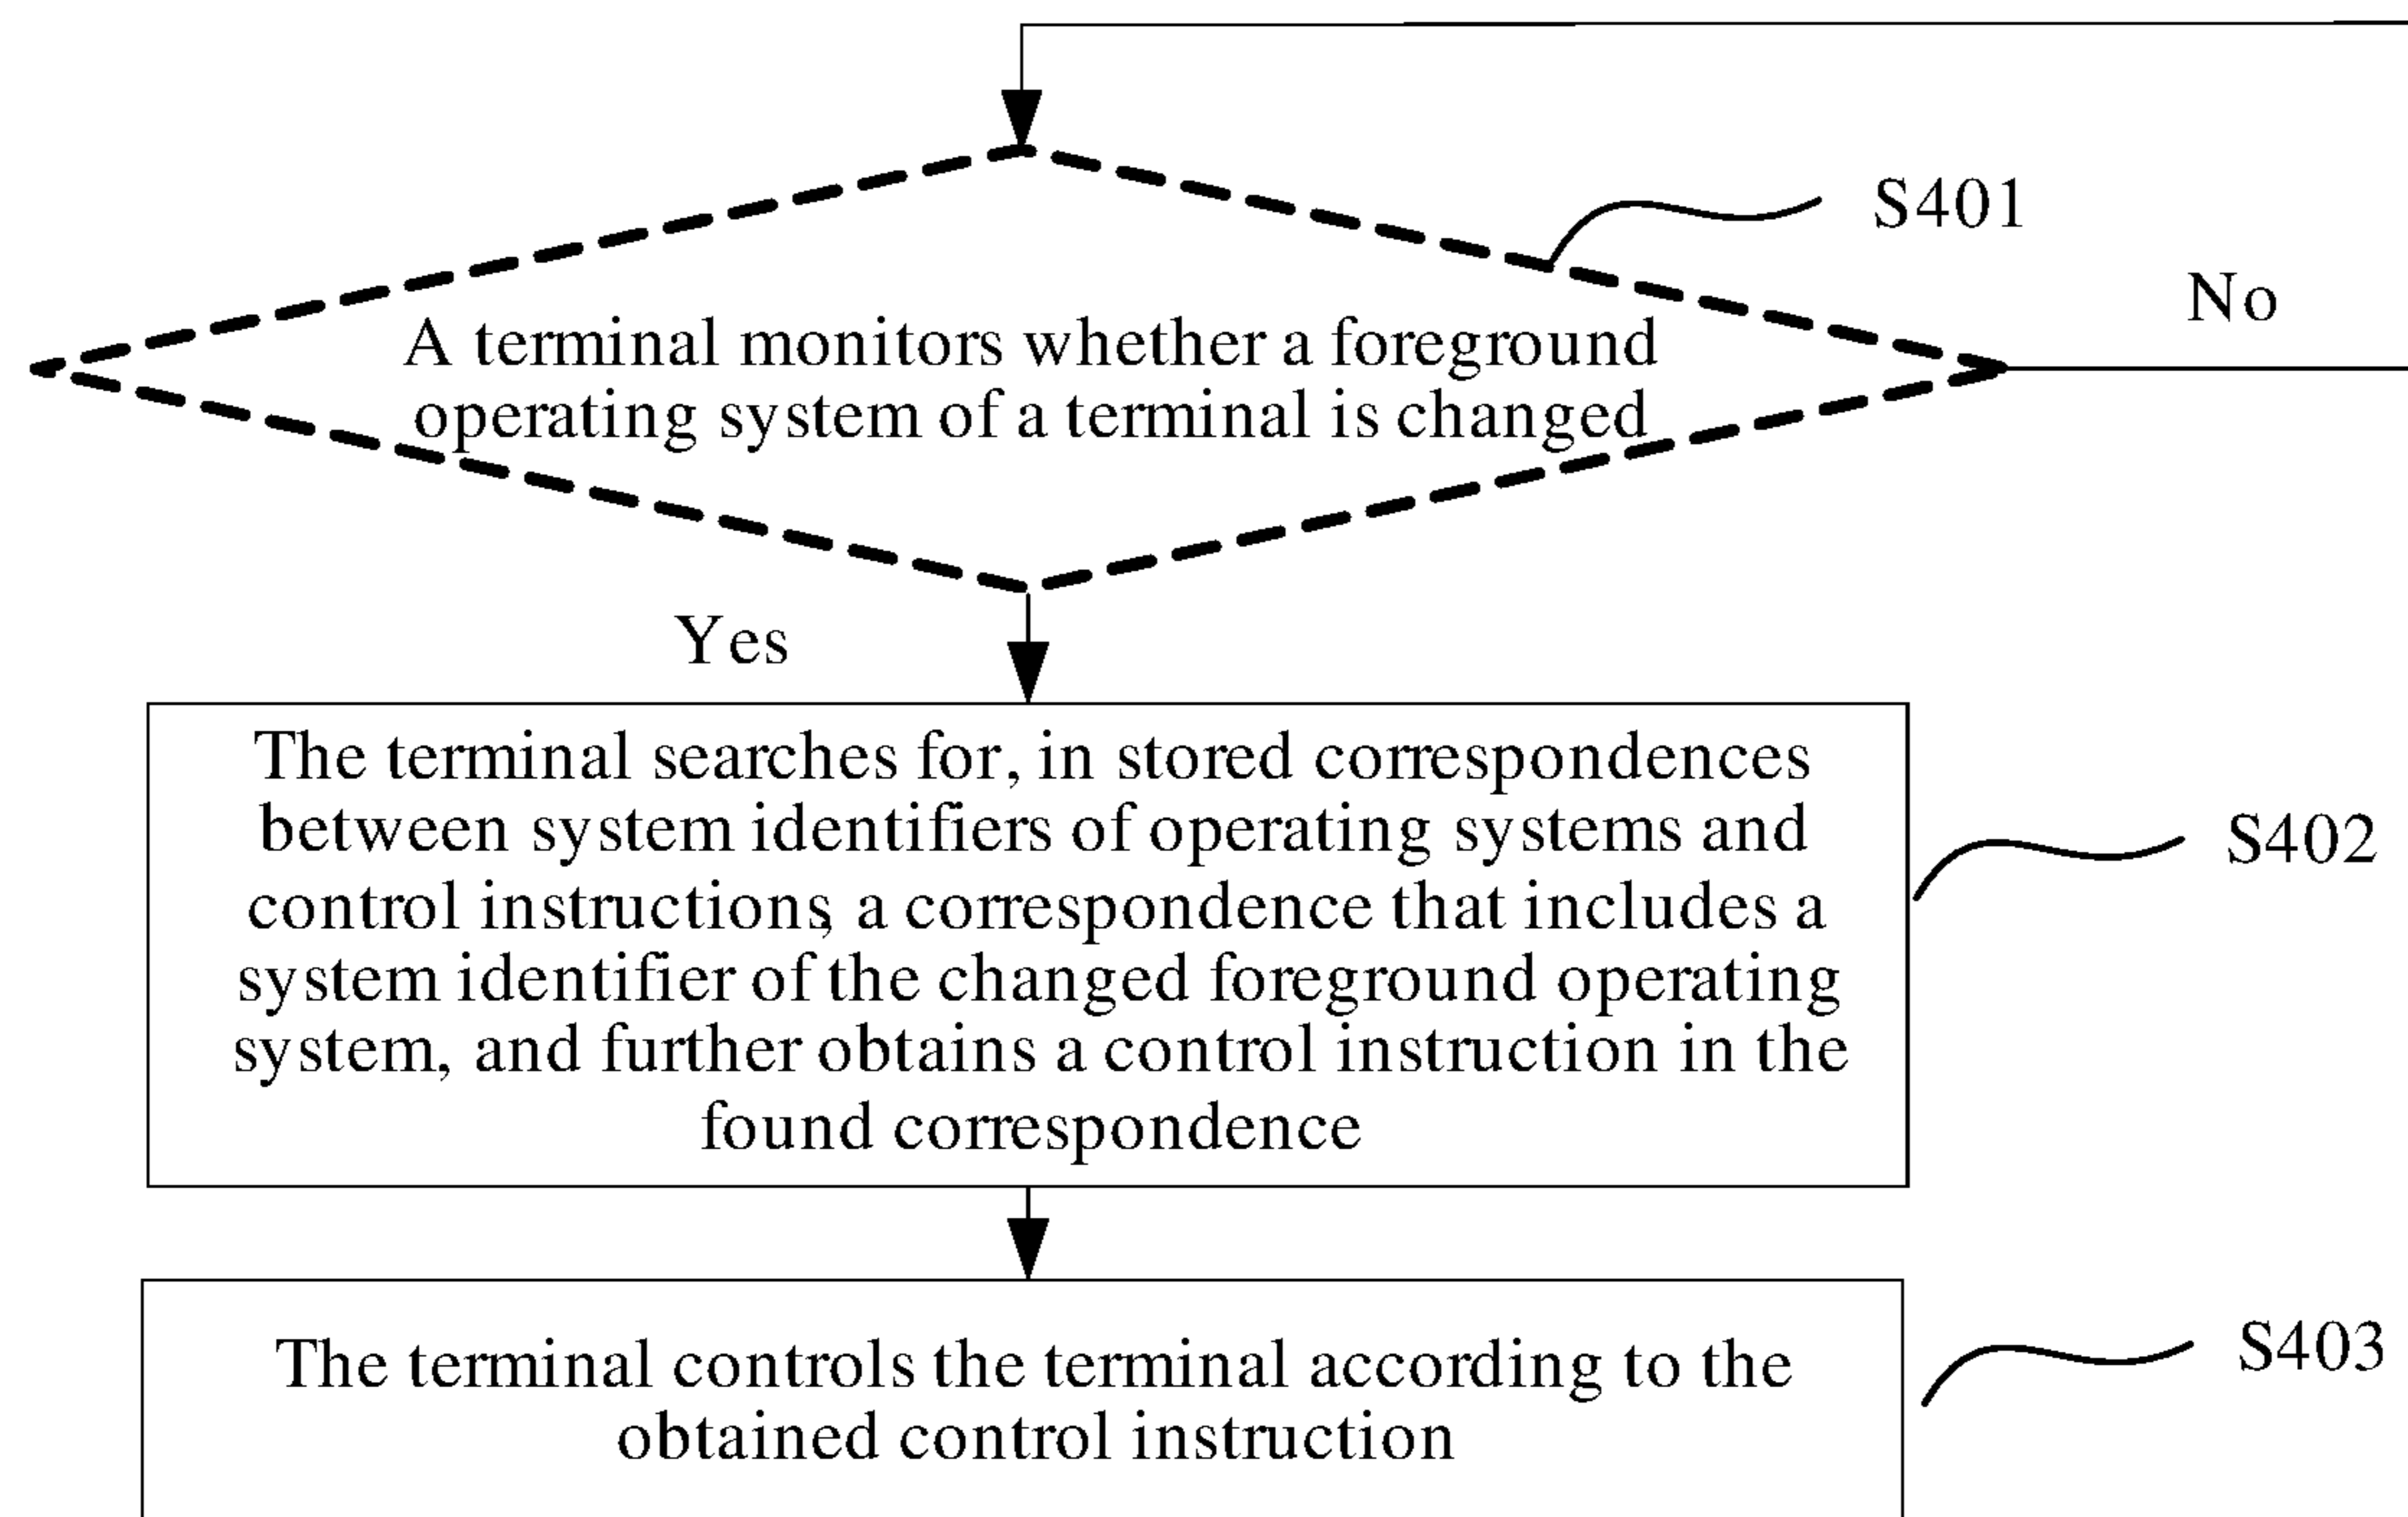 S401
No
A terminal monitors whether a foreground
operating system of a terminal is changed
Yes
The terminal searches for, in stored correspondences
between system identifiers of operating systems and
control instructions, a correspondence that includes a
system identifier of the changed foreground operating
system, and further obtains a control instruction in the
found correspondence
S402
The terminal controls the terminal according to the
obtained control instruction
S403